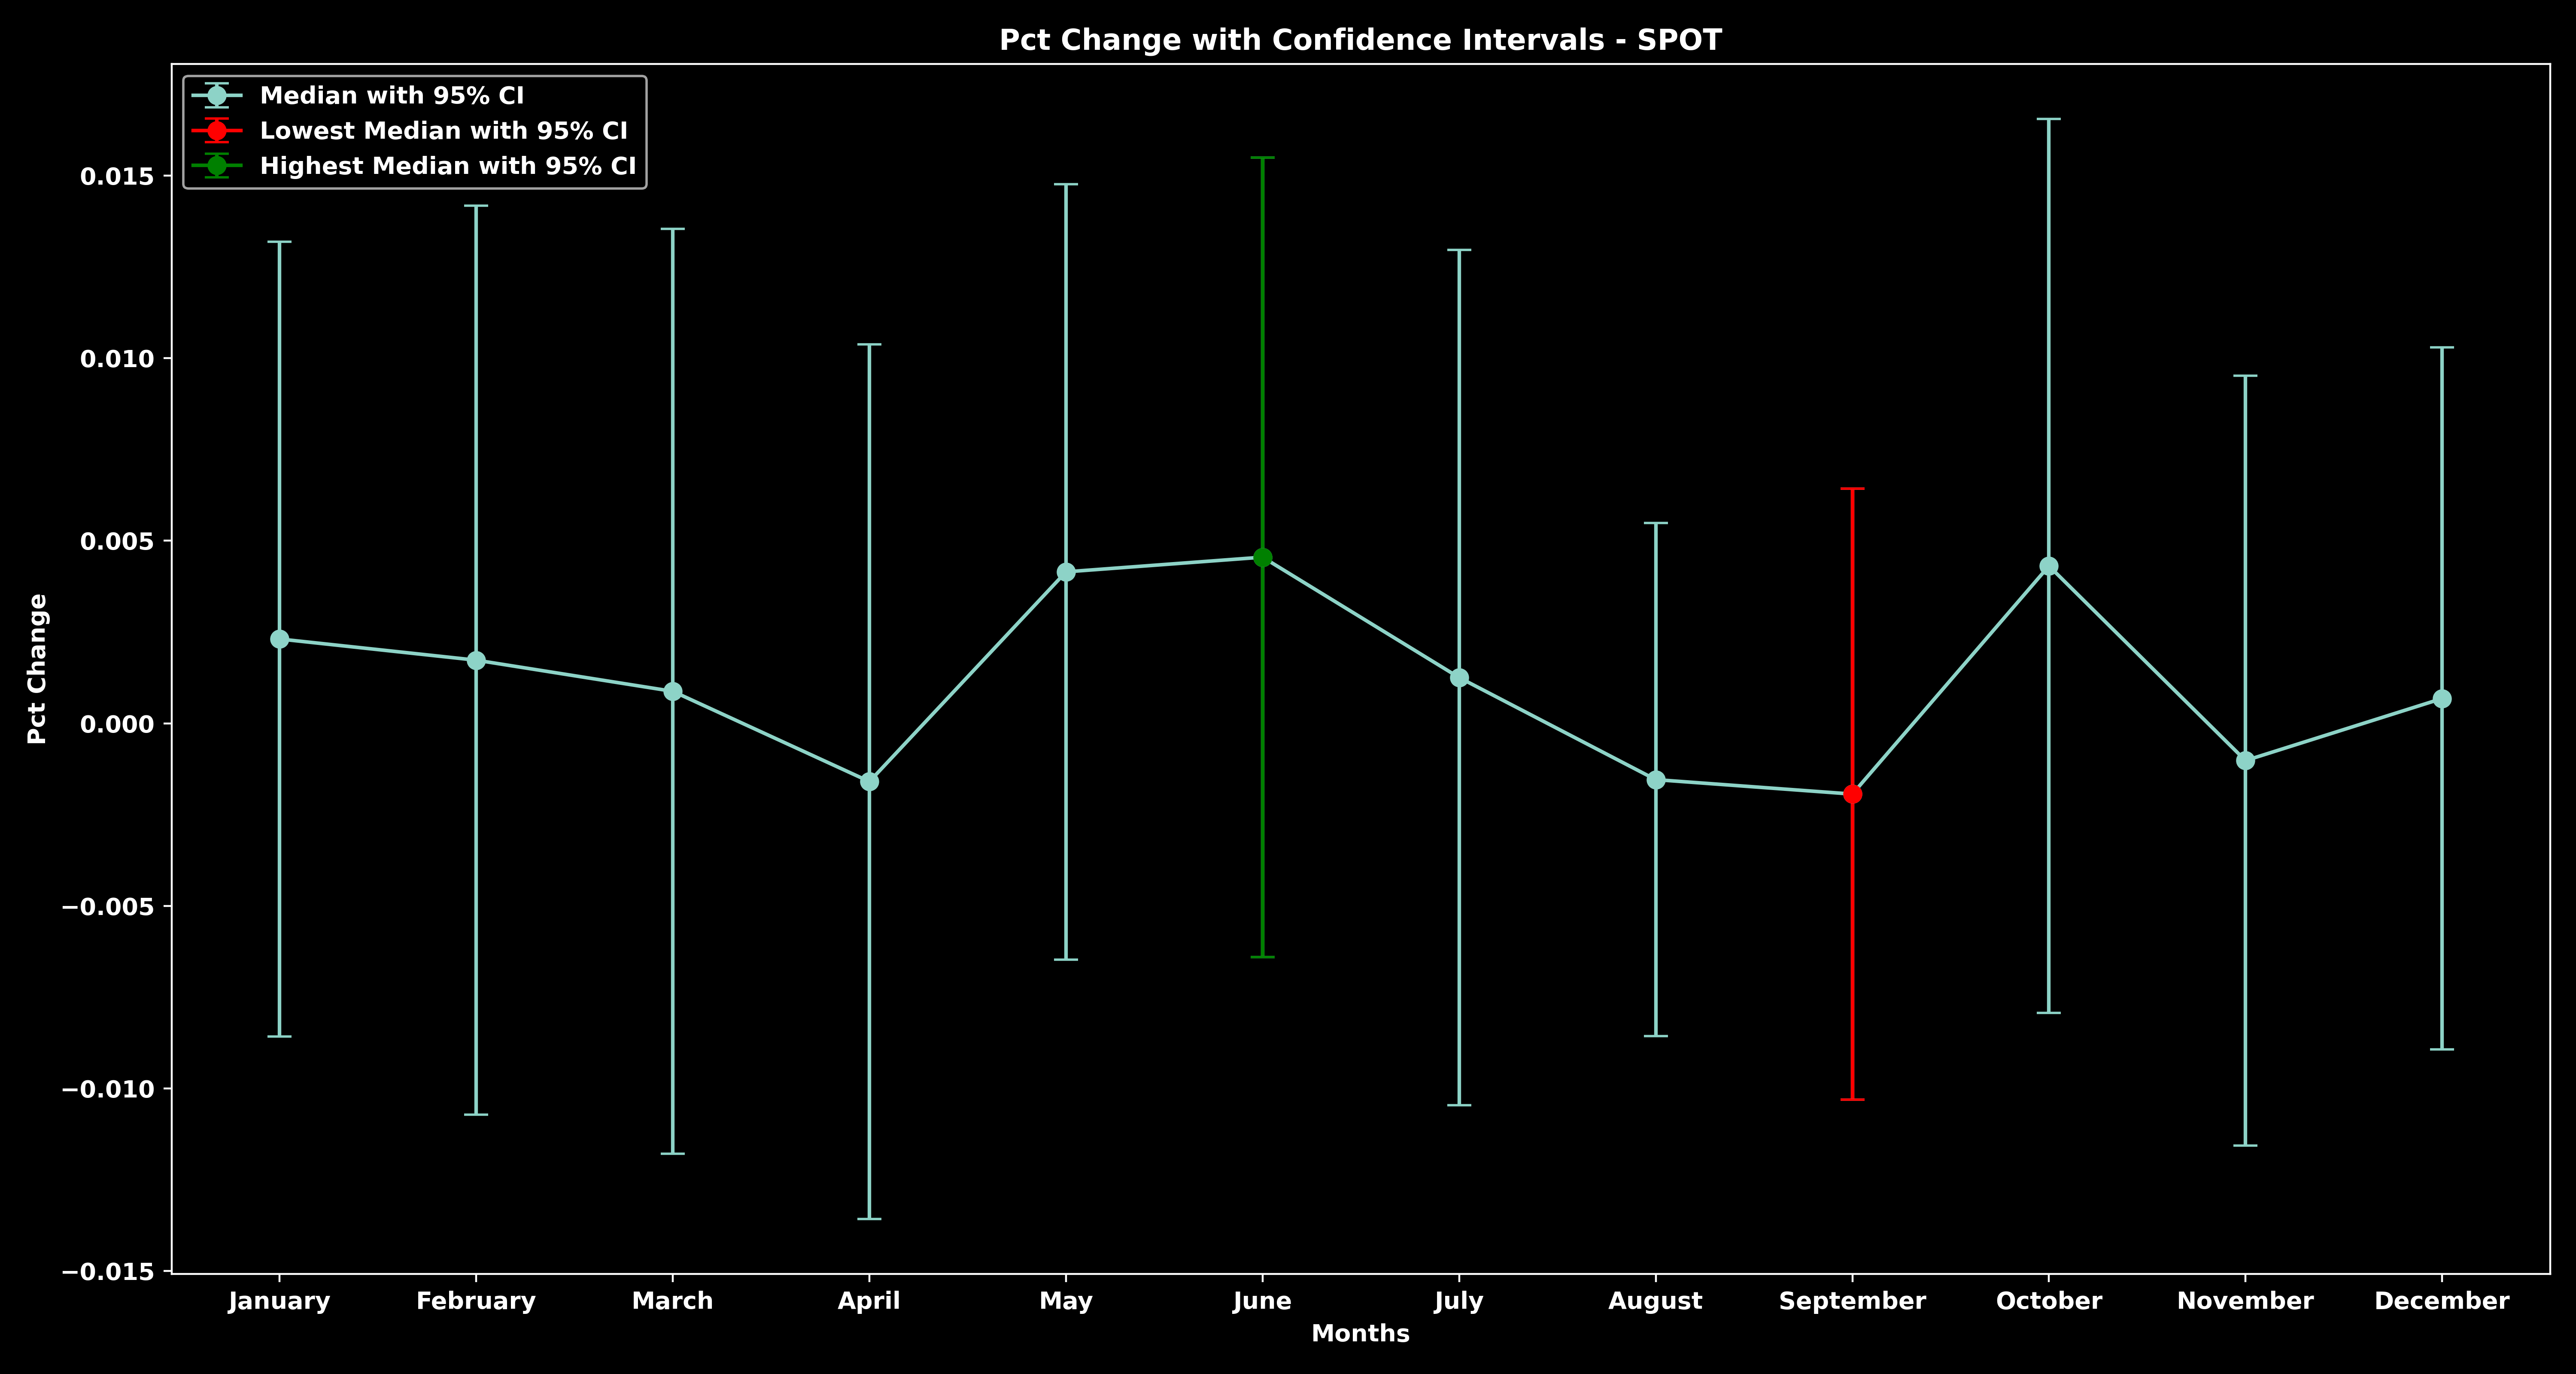 Pct Change with Confidence Intervals - SPOT
Median with 95% CI
Lowest Median with 95% CI
Highest Median with 95% CI
0.015
0.010
0.005
0.000
−0.005
−0.010
−0.015
Pct Change
January February March April May June July August September October November December
Months